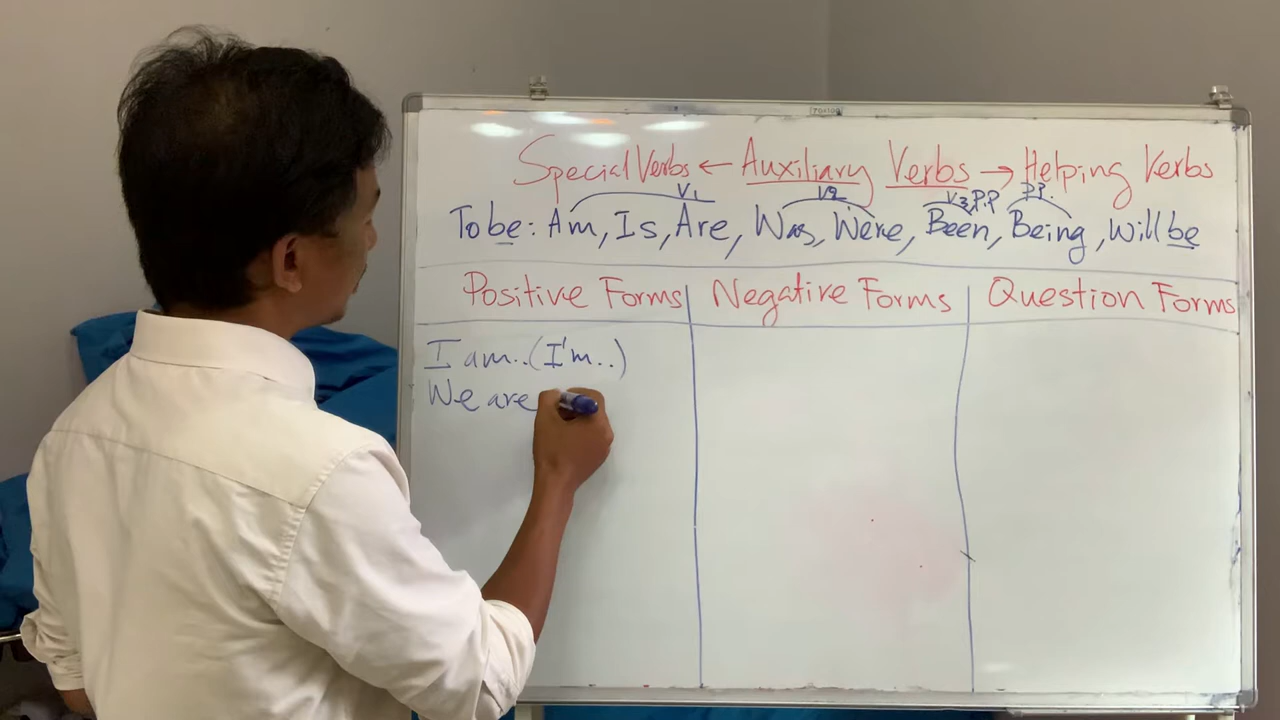 Special Verbs ← Auxiliary Verbs → Helping Verbs
V1 V2 V3,P.P P.P.
To be: Am, Is, Are, Was, Were, Been, Being, Will be
Positive Forms Negative Forms Question Forms
I am..(I'm..)
We are